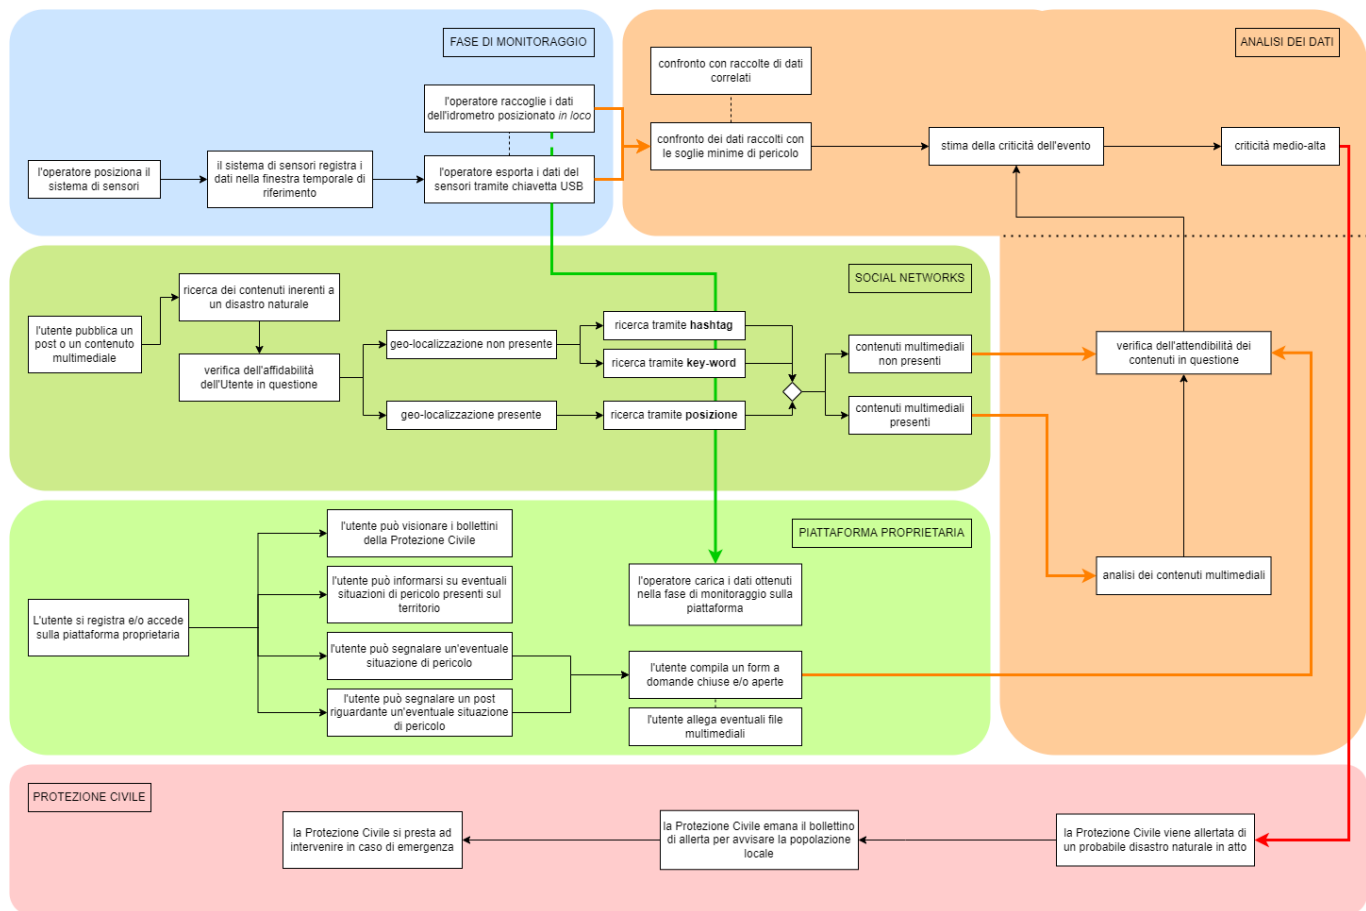 FASE DI MONITORAGGIO
l'operatore raccoglie i dati
dell'idrometro posizionato in loco
l'operatore posiziona il
sistema di sensori
il sistema di sensori registra i
dati nella finestra temporale di
riferimento
l'operatore esporta i dati del
sensori tramite chiavetta USB
ANALISI DEI DATI
confronto con raccolte di dati
correlati
confronto dei dati raccolti con
le soglie minime di pericolo
stima della criticità dell'evento
criticità medio-alta
SOCIAL NETWORKS
l'utente pubblica un
post o un contenuto
multimediale
ricerca dei contenuti inerenti a
un disastro naturale
verifica dell'affidabilità
dell'Utente in questione
geo-localizzazione non presente
geo-localizzazione presente
ricerca tramite hashtag
ricerca tramite key-word
ricerca tramite posizione
contenuti multimediali
non presenti
contenuti multimediali
presenti
verifica dell'attendibilità dei
contenuti in questione
analisi dei contenuti multimediali
PIATTAFORMA PROPRIETARIA
L'utente si registra e/o accede
sulla piattaforma proprietaria
l'utente può visionare i bollettini
della Protezione Civile
l'utente può informarsi su eventuali
situazioni di pericolo presenti sul
territorio
l'utente può segnalare un'eventuale
situazione di pericolo
l'utente può segnalare un post
riguardante un'eventuale situazione
di pericolo
l'operatore carica i dati ottenuti
nella fase di monitoraggio sulla
piattaforma
l'utente compila un form a
domande chiuse e/o aperte
l'utente allega eventuali file
multimediali
PROTEZIONE CIVILE
la Protezione Civile si presta ad
intervenire in caso di emergenza
la Protezione Civile emana il bollettino
di allerta per avvisare la popolazione
locale
la Protezione Civile viene allertata di
un probabile disastro naturale in atto